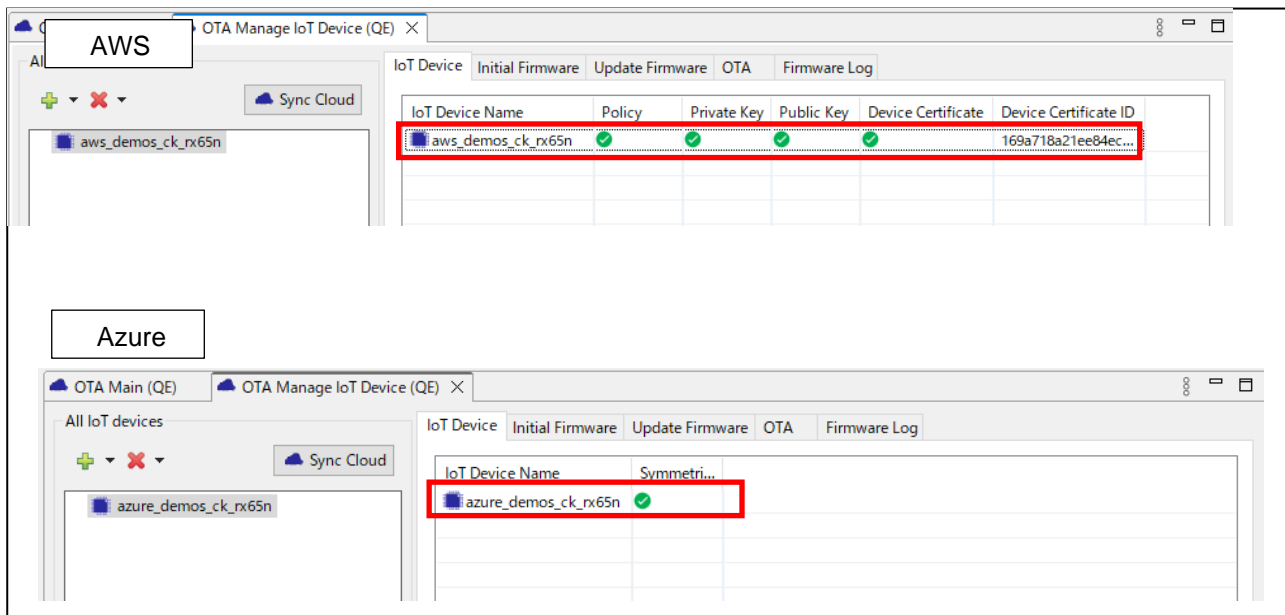 AWS
OTA Manage IoT Device (QE)
IoT Device Initial Firmware Update Firmware OTA Firmware Log
Sync Cloud
IoT Device Name Policy Private Key Public Key Device Certificate Device Certificate ID
aws_demos_ck_rx65n
aws_demos_ck_rx65n 169a718a21ee84ec...
Azure
OTA Main (QE) OTA Manage IoT Device (QE)
All IoT devices
IoT Device Initial Firmware Update Firmware OTA Firmware Log
Sync Cloud
IoT Device Name Symmetri...
azure_demos_ck_rx65n
azure_demos_ck_rx65n